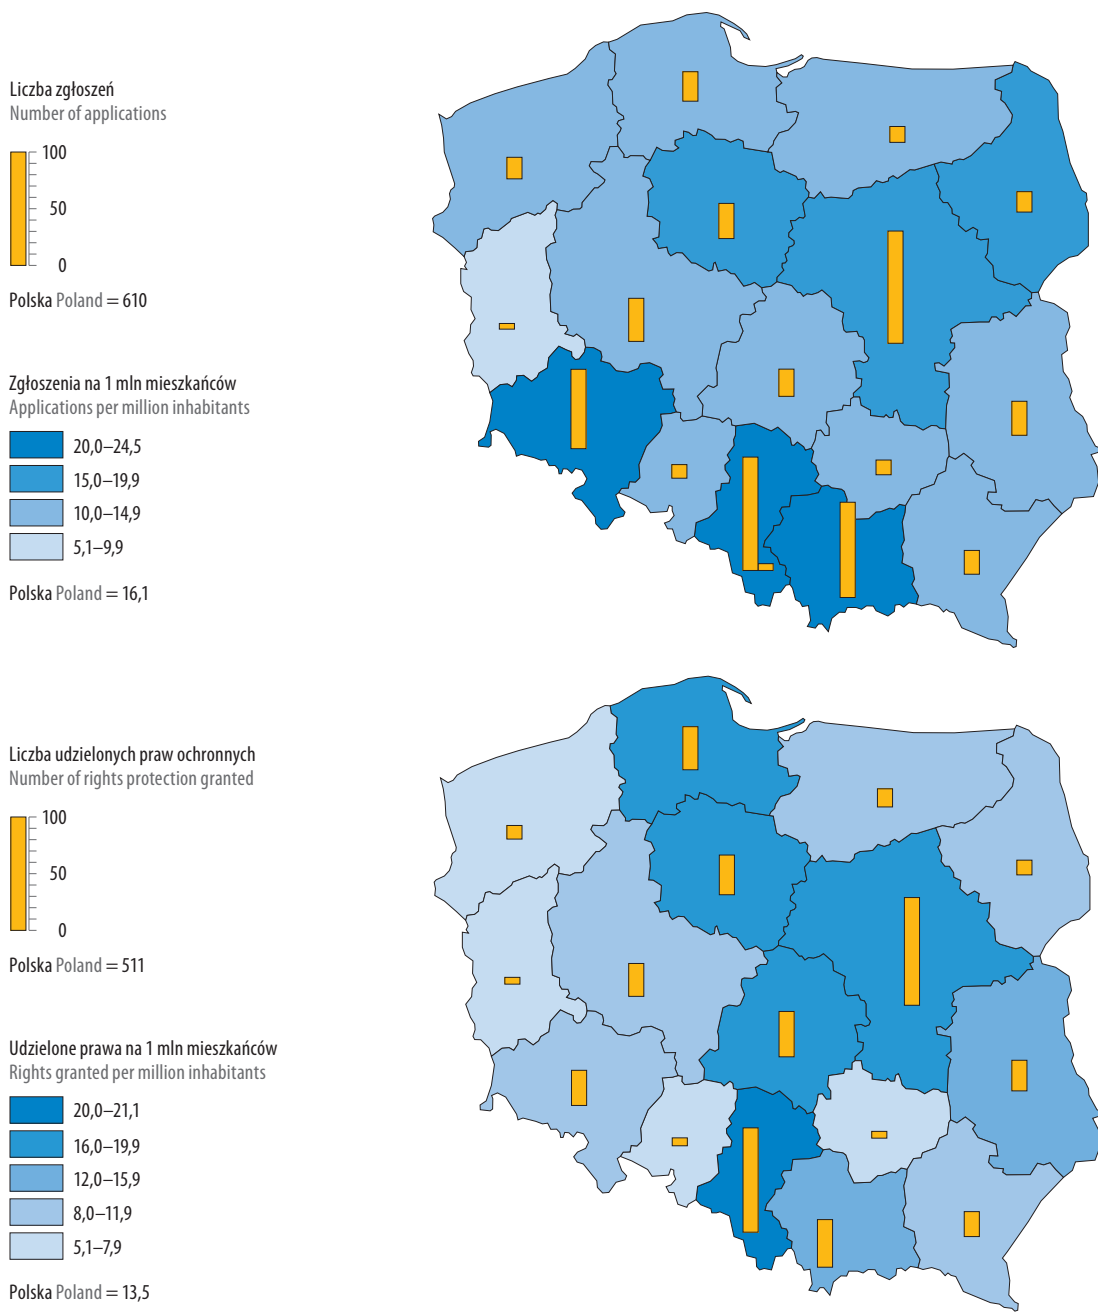 Liczba zgłoszeń
Number of applications
100
50
0
Polska Poland = 610
Zgłoszenia na 1 mln mieszkańców
Applications per million inhabitants
20,0–24,5
15,0–19,9
10,0–14,9
5,1–9,9
Polska Poland = 16,1
Liczba udzielonych praw ochronnych
Number of rights protection granted
100
50
0
Polska Poland = 511
Udzielone prawa na 1 mln mieszkańców
Rights granted per million inhabitants
20,0–21,1
16,0–19,9
12,0–15,9
8,0–11,9
5,1–7,9
Polska Poland = 13,5